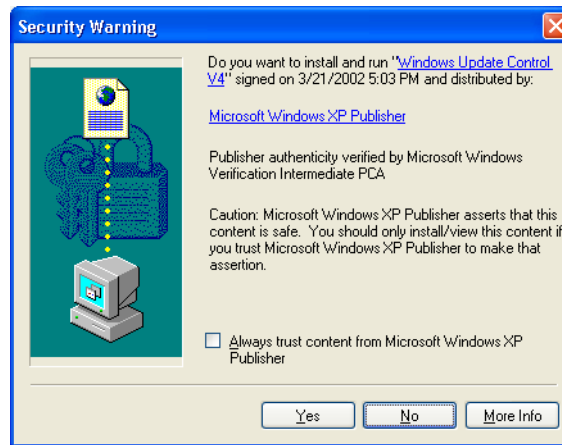 Security Warning
Do you want to install and run "Windows Update Control
V4" signed on 3/21/2002 5:03 PM and distributed by:
Microsoft Windows XP Publisher
Publisher authenticity verified by Microsoft Windows
Verification Intermediate PCA
Caution: Microsoft Windows XP Publisher asserts that this
content is safe. You should only install/view this content if
you trust Microsoft Windows XP Publisher to make that
assertion.
Always trust content from Microsoft Windows XP
Publisher
Yes No More Info